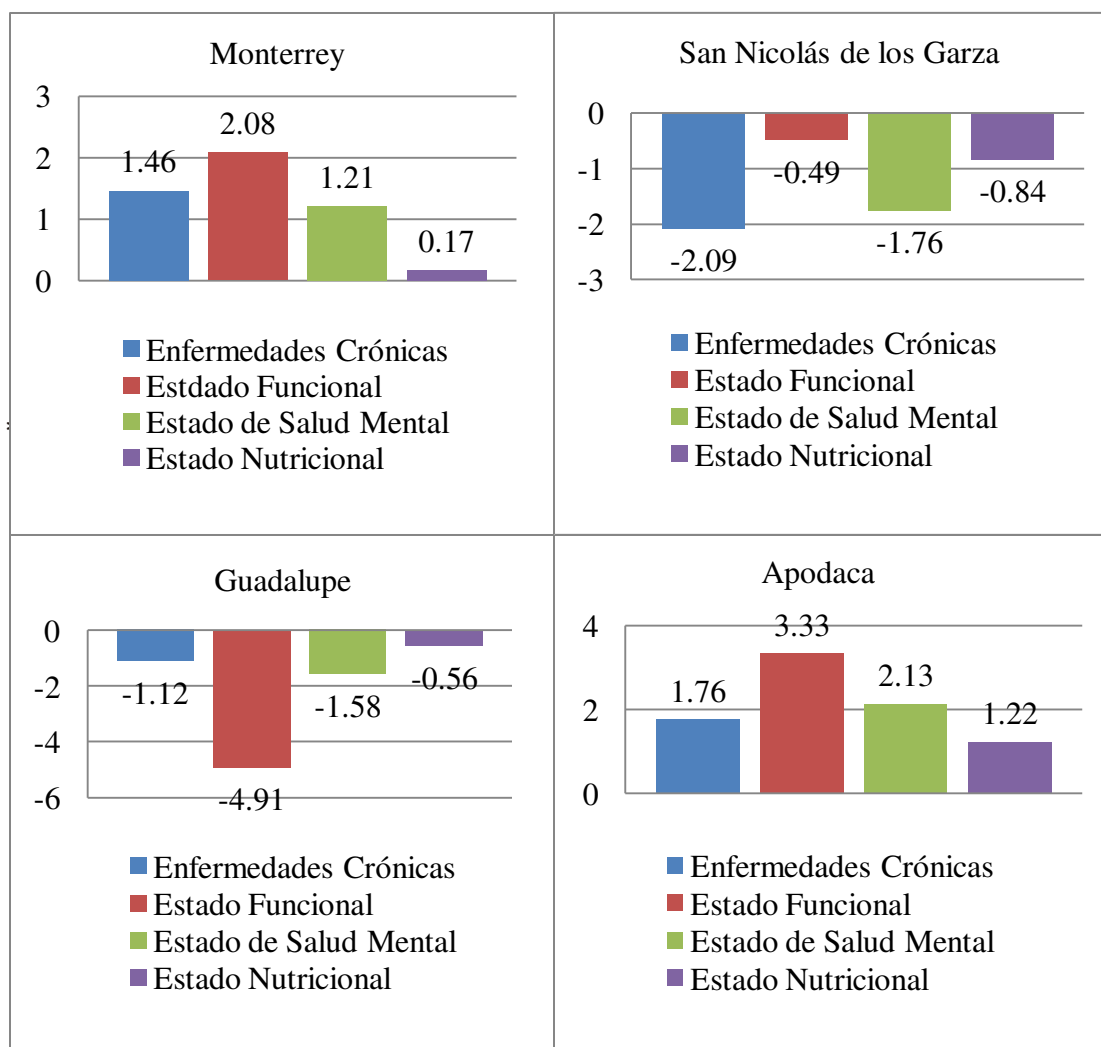 Monterrey
3
2
1
0
1.46
2.08
1.21
0.17
Enfermedades Crónicas
Estdado Funcional
Estado de Salud Mental
Estado Nutricional
San Nicolás de los Garza
0
-1
-2
-3
-2.09
-0.49
-1.76
-0.84
Enfermedades Crónicas
Estado Funcional
Estado de Salud Mental
Estado Nutricional
Guadalupe
0
-2
-4
-6
-1.12
-4.91
-1.58
-0.56
Enfermedades Crónicas
Estado Funcional
Estado de Salud Mental
Estado Nutricional
Apodaca
4
2
0
1.76
3.33
2.13
1.22
Enfermedades Crónicas
Estado Funcional
Estado de Salud Mental
Estado Nutricional